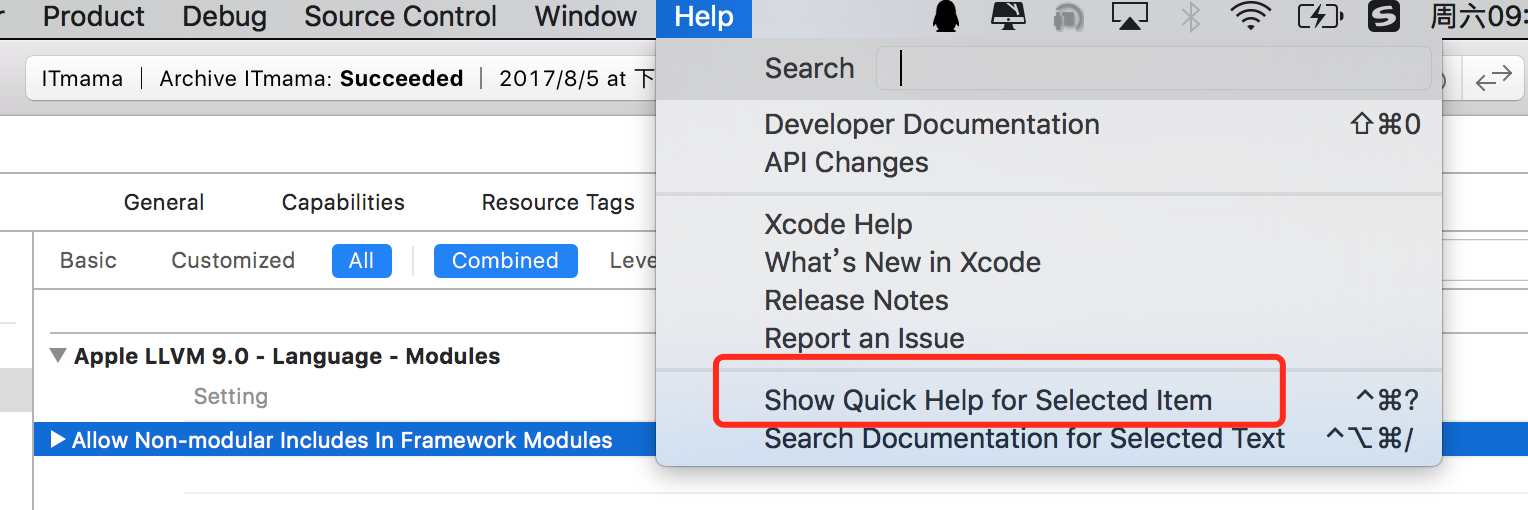 Product Debug Source Control Window Help 周六09:
ITmama | Archive ITmama: Succeeded | 2017/8/5 at 下
Search
Developer Documentation ⇧⌘0
API Changes
General Capabilities Resource Tags
Xcode Help
Basic Customized All Combined Leve
What's New in Xcode
Release Notes
Report an Issue
Apple LLVM 9.0 - Language - Modules
Setting
Show Quick Help for Selected Item ^⌘?
Allow Non-modular Includes In Framework Modules
Search Documentation for Selected Text ^⌥⌘/